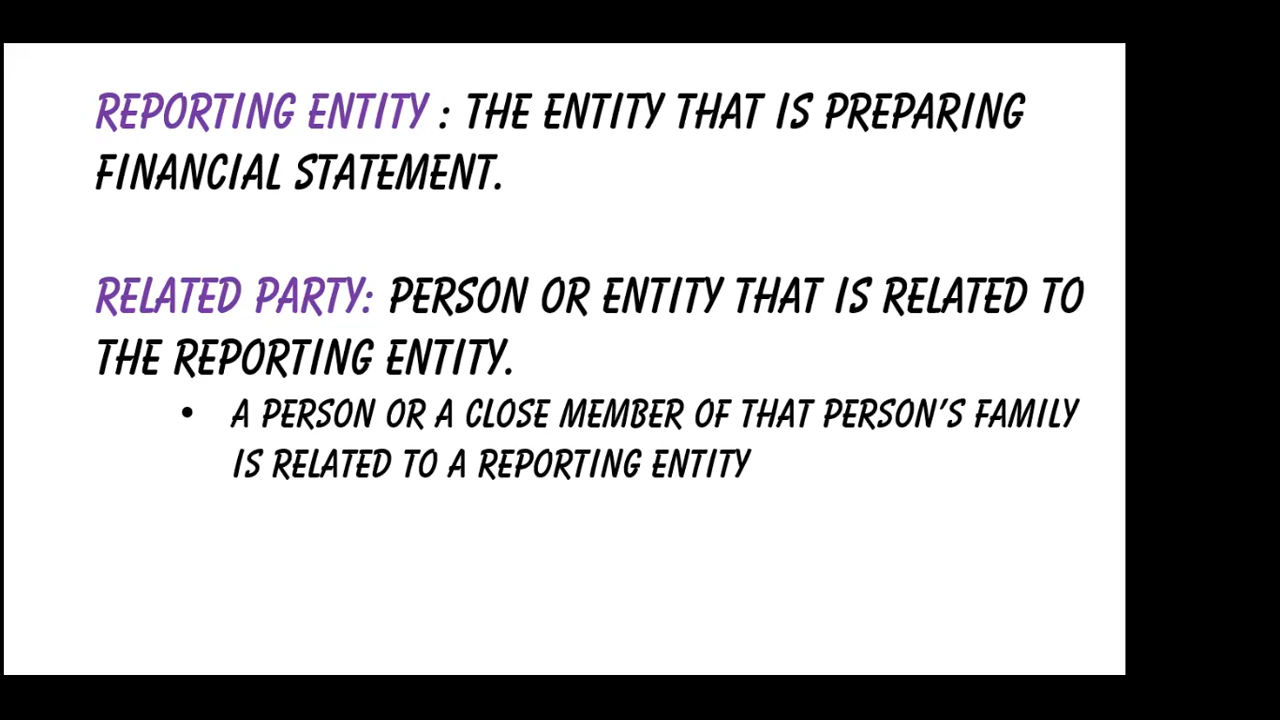 REPORTING ENTITY : THE ENTITY THAT IS PREPARING
FINANCIAL STATEMENT.
RELATED PARTY: PERSON OR ENTITY THAT IS RELATED TO
THE REPORTING ENTITY.
• A PERSON OR A CLOSE MEMBER OF THAT PERSON'S FAMILY
IS RELATED TO A REPORTING ENTITY